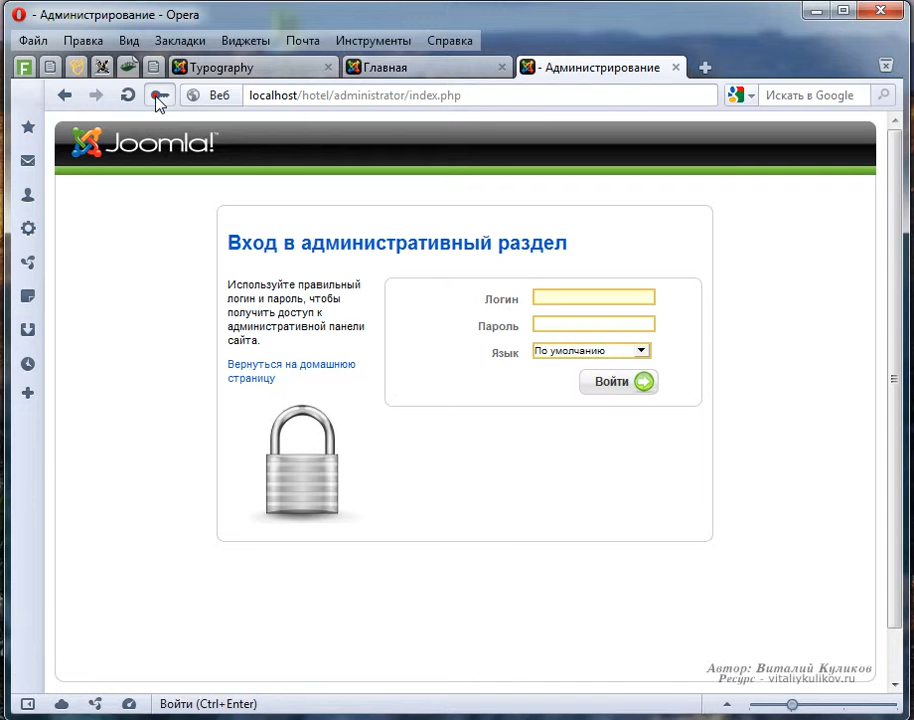 - Администрирование - Opera
Файл Правка Вид Закладки Виджеты Почта Инструменты Справка
Typography Главная - Администрирование
Веб localhost/hotel/administrator/index.php Искать в Google
Joomla!™
Вход в административный раздел
Используйте правильный
логин и пароль, чтобы
получить доступ к
административной панели
сайта.
Вернуться на домашнюю
страницу
Логин
Пароль
Язык По умолчанию
Войти
Автор: Виталий Куликов
Ресурс - vitaliykulikov.ru
Войти (Ctrl+Enter)